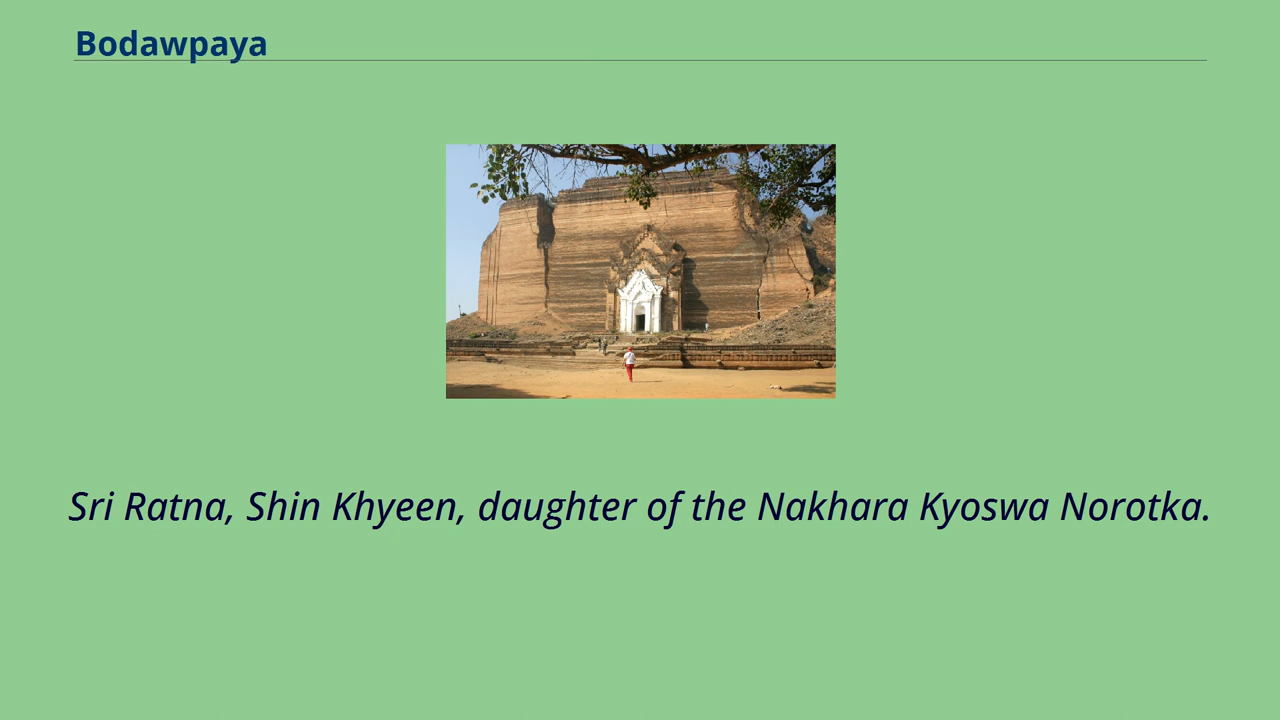 Bodawpaya
Sri Ratna, Shin Khyeen, daughter of the Nakhara Kyoswa Norotka.